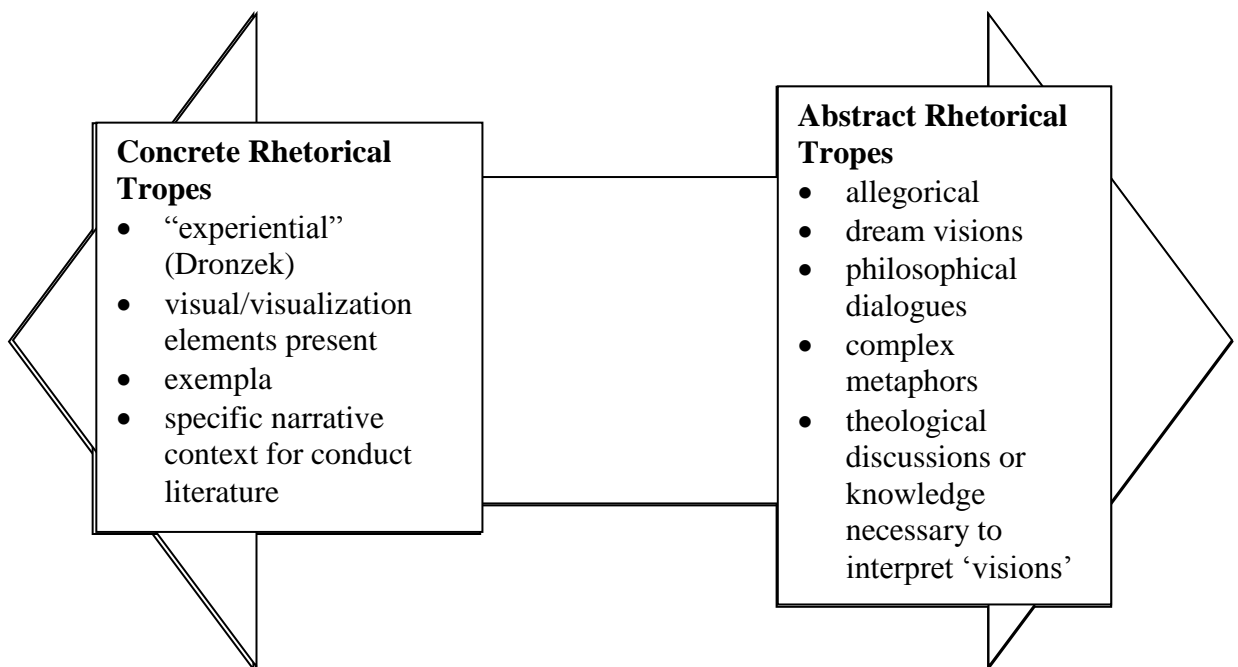 Concrete Rhetorical
Tropes
• “experiential”
(Dronzek)
• visual/visualization
elements present
• exempla
• specific narrative
context for conduct
literature
Abstract Rhetorical
Tropes
• allegorical
• dream visions
• philosophical
dialogues
• complex
metaphors
• theological
discussions or
knowledge
necessary to
interpret ‘visions’